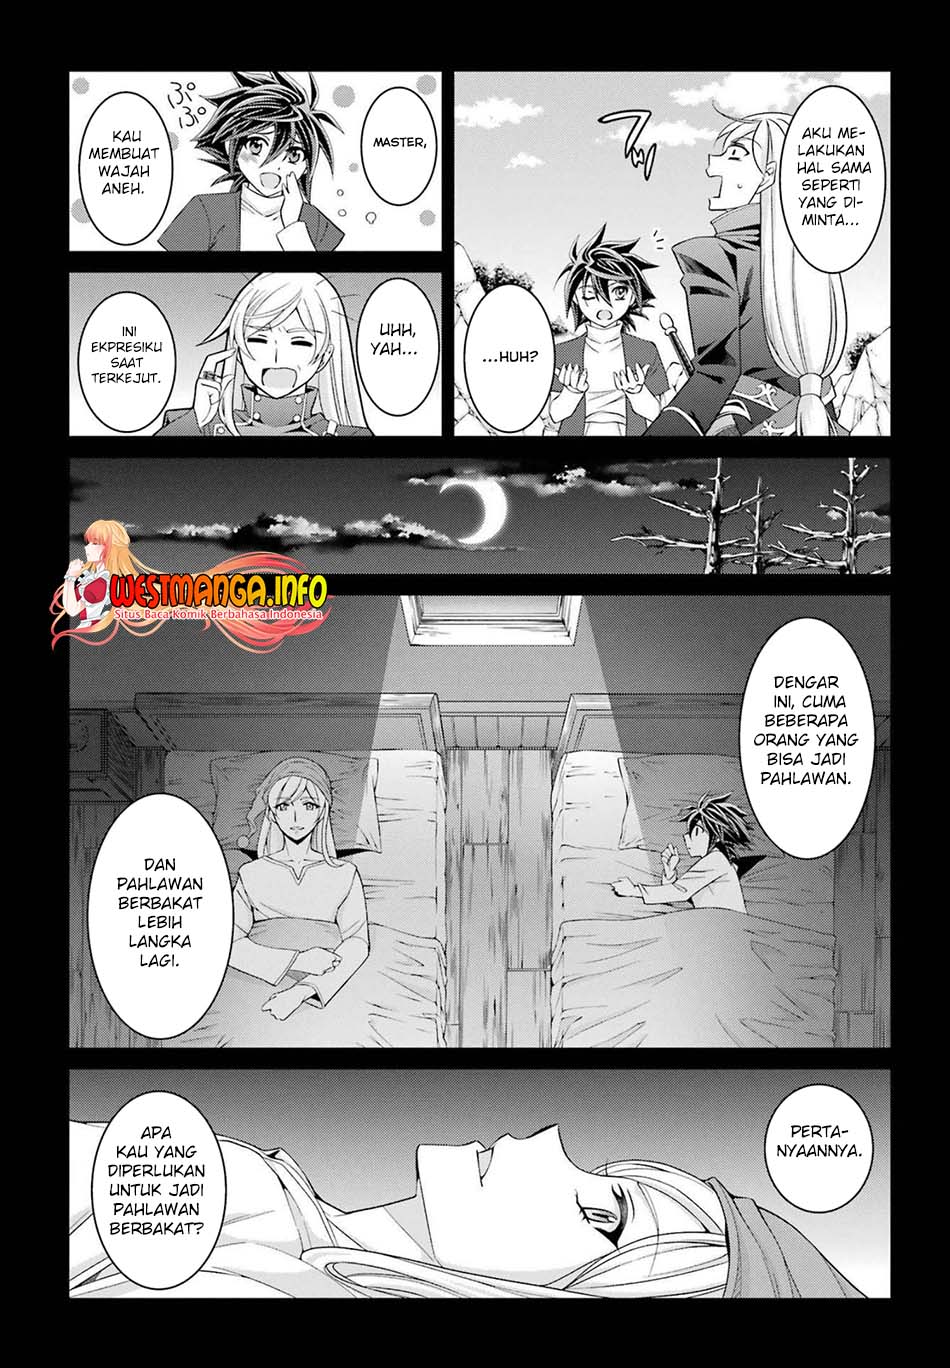 AKU ME-
LAKUKAN
HAL SAMA
SEPERTI
YANG DI-
MINTA...
...HUH?
MASTER,
KAU
MEMBUAT
WAJAH
ANEH.
ぷぷぷ
UHH,
YAH...
INI
EKPRESIKU
SAAT
TERKEJUT.
WESTMANGA.INFO
SITUS BACA KOMIK BERBAHASA INDONESIA
DENGAR
INI, CUMA
BEBERAPA
ORANG YANG
BISA JADI
PAHLAWAN.
DAN
PAHLAWAN
BERBAKAT
LEBIH
LANGKA
LAGI.
PERTA-
NYAANNYA.
APA
KAU YANG
DIPERLUKAN
UNTUK JADI
PAHLAWAN
BERBAKAT?